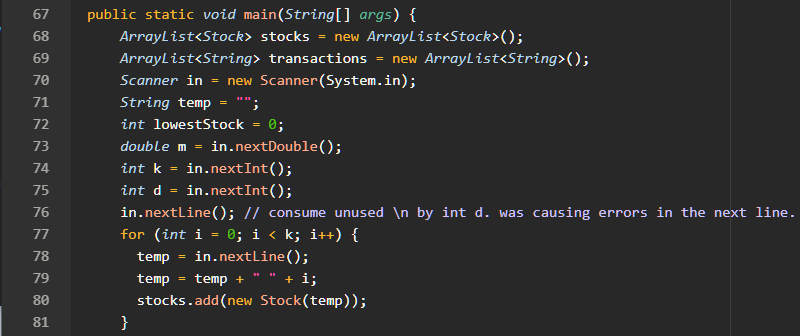 67 public static void main(String[] args) {
68 ArrayList<Stock> stocks = new ArrayList<Stock>();
69 ArrayList<String> transactions = new ArrayList<String>();
70 Scanner in = new Scanner(System.in);
71 String temp = "";
72 int lowestStock = 0;
73 double m = in.nextDouble();
74 int k = in.nextInt();
75 int d = in.nextInt();
76 in.nextLine(); // consume unused \n by int d. was causing errors in the next line.
77 for (int i = 0; i < k; i++) {
78 temp = in.nextLine();
79 temp = temp + " " + i;
80 stocks.add(new Stock(temp));
81 }